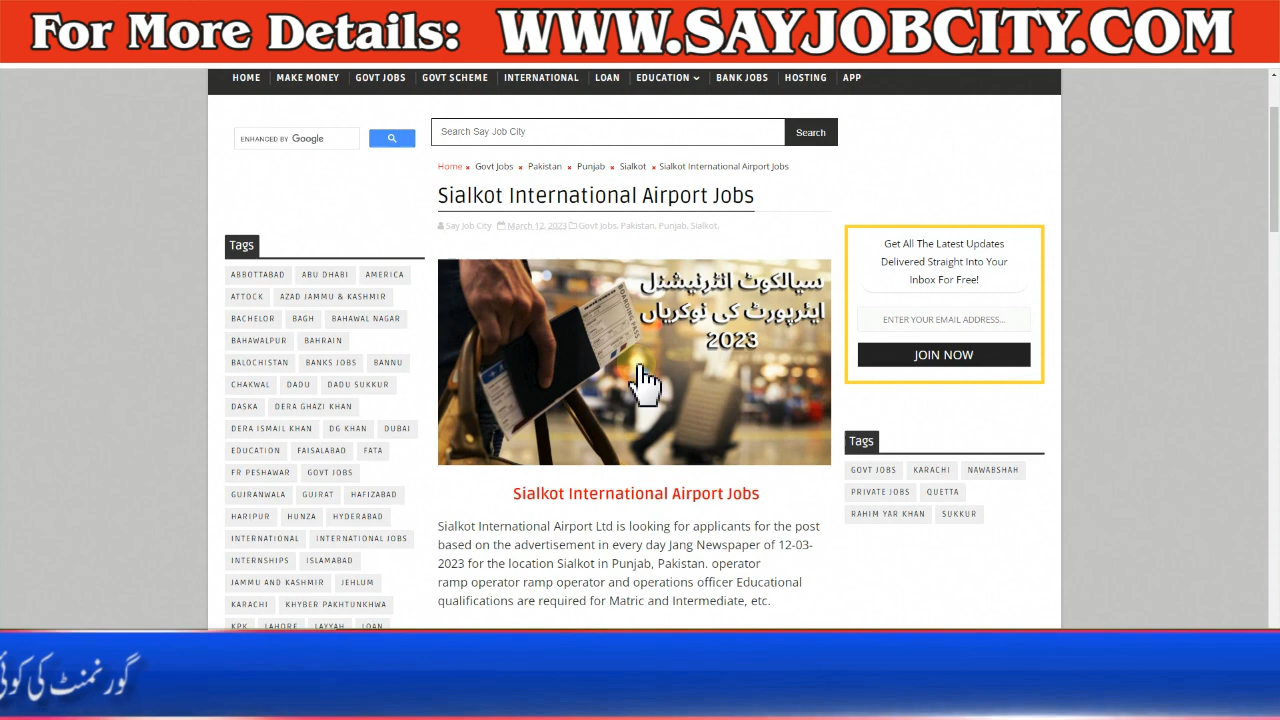 For More Details: WWW.SAYJOBCITY.COM
HOME MAKE MONEY GOVT JOBS GOVT SCHEME INTERNATIONAL LOAN EDUCATION BANK JOBS HOSTING APP
ENHANCED BY Google
Search Say Job City Search
Home × Govt Jobs × Pakistan × Punjab × Sialkot × Sialkot International Airport Jobs
Sialkot International Airport Jobs
Say Job City March 12, 2023 Govt Jobs, Pakistan, Punjab, Sialkot,
سیالکوٹ انٹرنیشنل
ایئرپورٹ کی نوکریاں
2023
BOARDING PASS
Sialkot International Airport Jobs
Sialkot International Airport Ltd is looking for applicants for the post
based on the advertisement in every day Jang Newspaper of 12-03-
2023 for the location Sialkot in Punjab, Pakistan. operator
ramp operator ramp operator and operations officer Educational
qualifications are required for Matric and Intermediate, etc.
Tags
ABBOTTABAD ABU DHABI AMERICA
ATTOCK AZAD JAMMU & KASHMIR
BACHELOR BAGH BAHAWAL NAGAR
BAHAWALPUR BAHRAIN
BALOCHISTAN BANKS JOBS BANNU
CHAKWAL DADU DADU SUKKUR
DASKA DERA GHAZI KHAN
DERA ISMAIL KHAN DG KHAN DUBAI
EDUCATION FAISALABAD FATA
FR PESHAWAR GOVT JOBS
GUJRANWALA GUJRAT HAFIZABAD
HARIPUR HUNZA HYDERABAD
INTERNATIONAL INTERNATIONAL JOBS
INTERNSHIPS ISLAMABAD
JAMMU AND KASHMIR JEHLUM
KARACHI KHYBER PAKHTUNKHWA
KPK LAHORE LAYYAH LOAN
Get All The Latest Updates
Delivered Straight Into Your
Inbox For Free!
ENTER YOUR EMAIL ADDRESS...
JOIN NOW
Tags
GOVT JOBS KARACHI NAWABSHAH
PRIVATE JOBS QUETTA
RAHIM YAR KHAN SUKKUR
گورنمنٹ کی کوئی